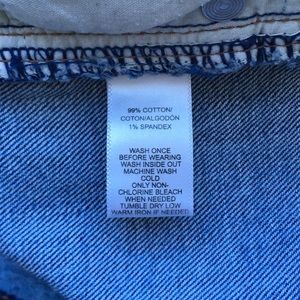 99% COTTON/
COTON/ALGODÓN
1% SPANDEX
WASH ONCE
BEFORE WEARING
WASH INSIDE OUT
MACHINE WASH
COLD
ONLY NON-
CHLORINE BLEACH
WHEN NEEDED
TUMBLE DRY LOW
WARM IRON IF NEEDED